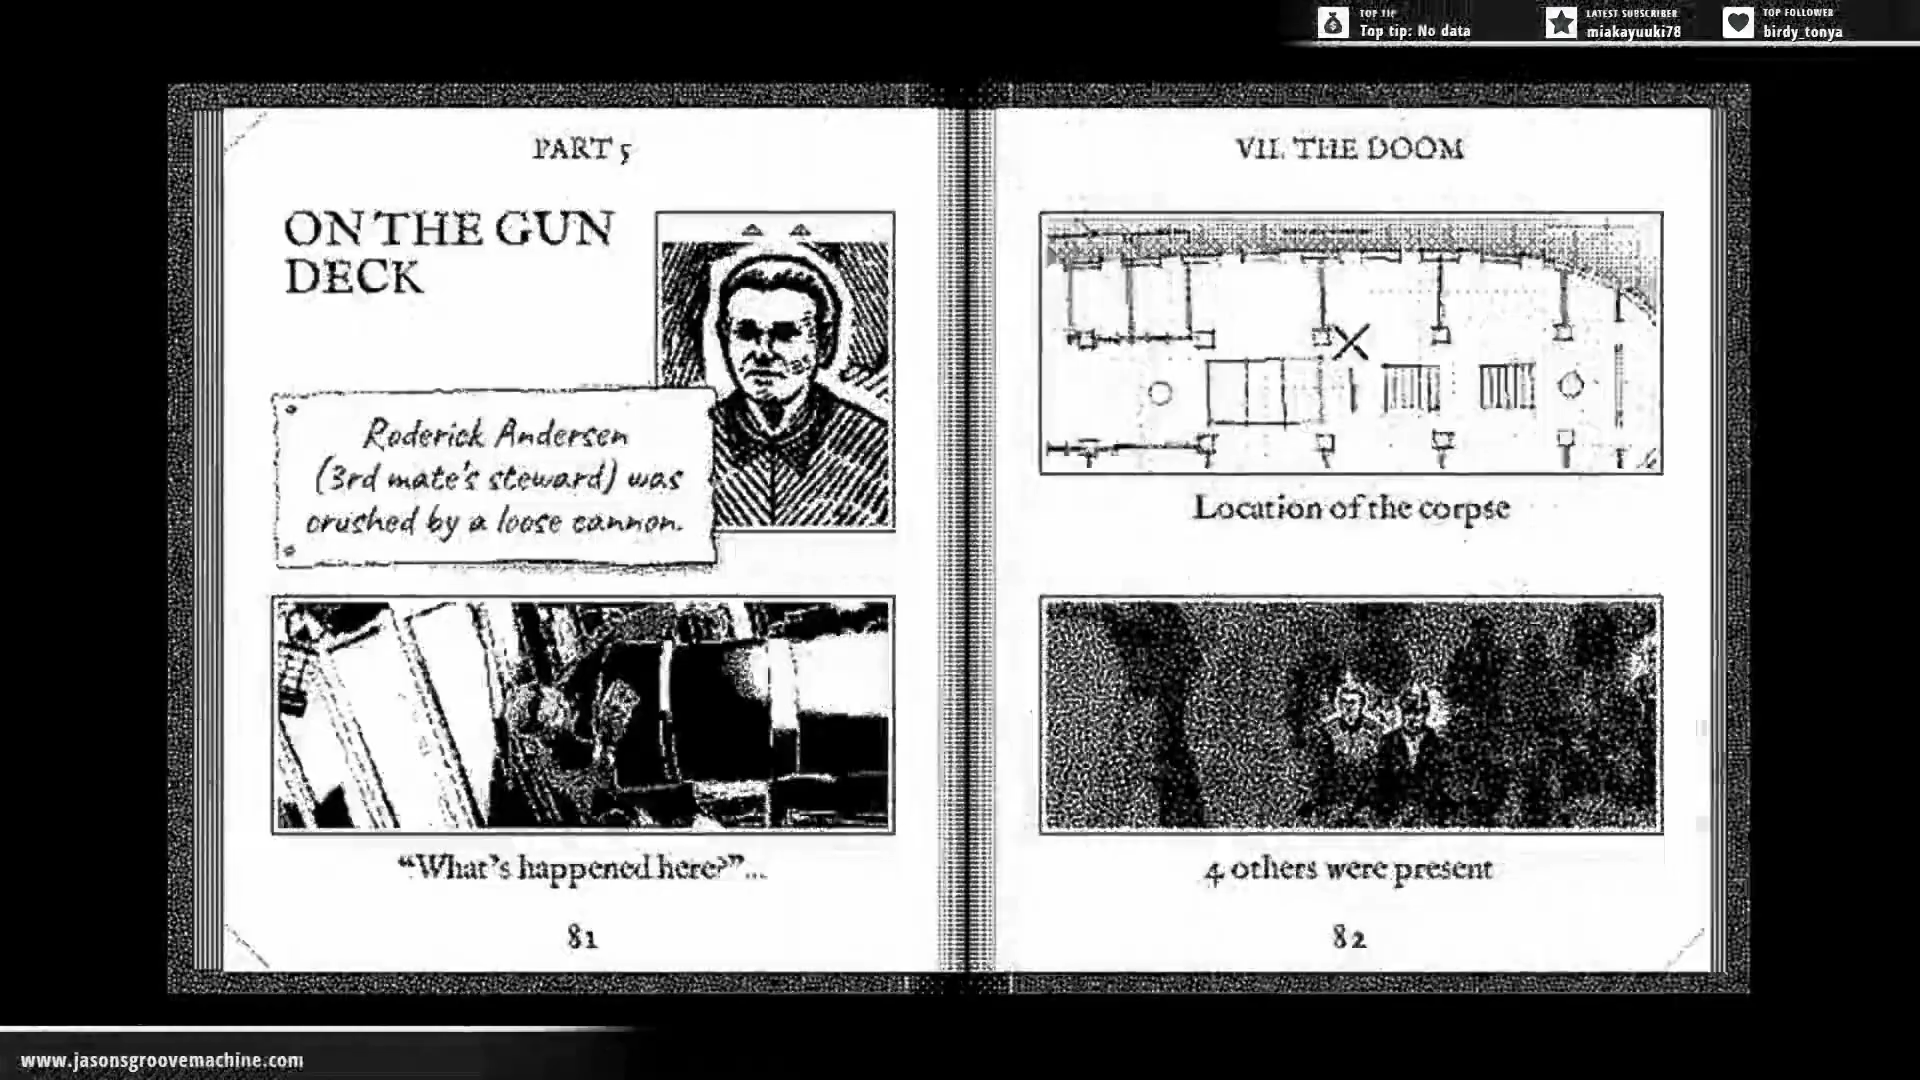 TOP TIP
Top tip: No data
LATEST SUBSCRIBER
miakayuuki78
TOP FOLLOWER
birdy_tonya
PART 5
ON THE GUN
DECK
Roderick Andersen
(3rd mate's steward) was
crushed by a loose cannon.
“What's happened here?”...
81
VII. THE DOOM
Location of the corpse
4 others were present
82
www.jasonsgroovemachine.com